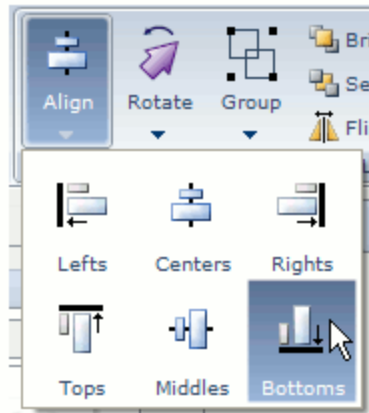 Align Rotate Group
Lefts Centers Rights
Tops Middles Bottoms